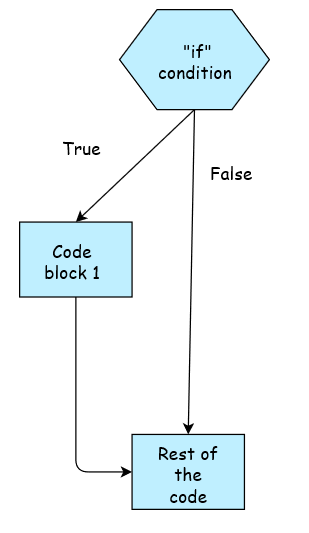 "if"
condition
True
False
Code
block 1
Rest of
the
code